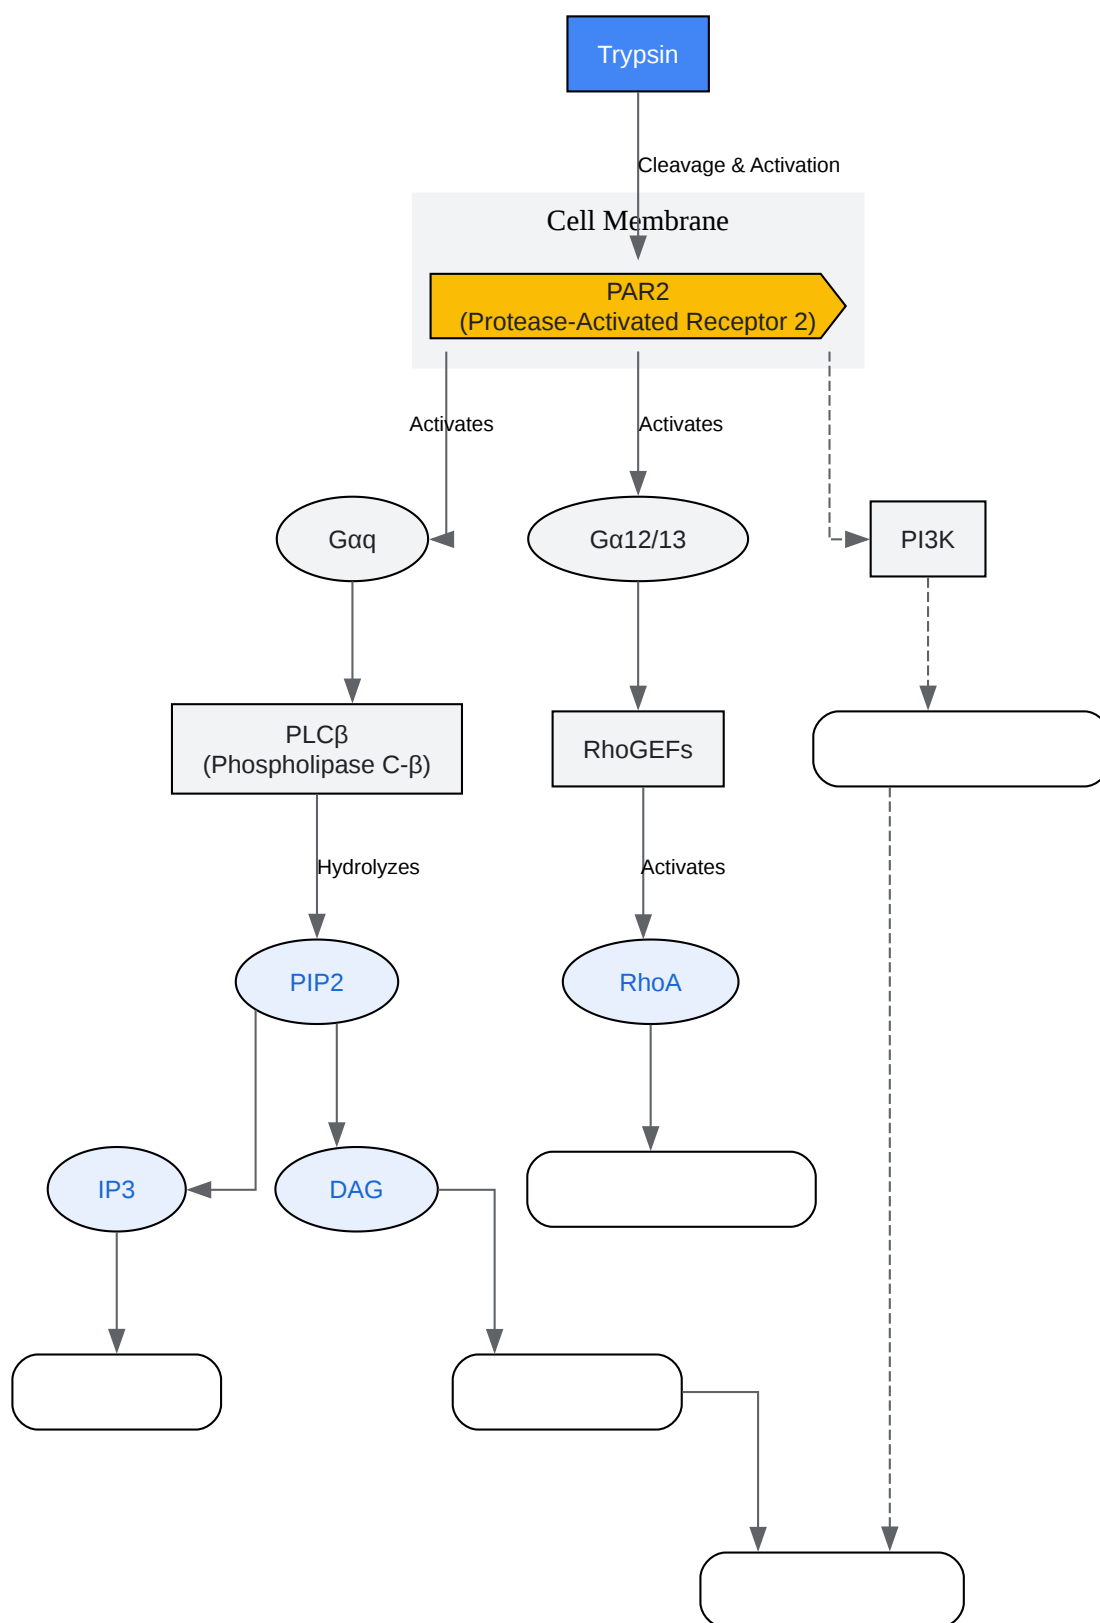 Trypsin
Cleavage & Activation
Cell Membrane
PAR2
(Protease-Activated Receptor 2)
Activates
Activates
Gαq
Gα12/13
PI3K
PLCβ
(Phospholipase C-β)
RhoGEFs
Hydrolyzes
Activates
PIP2
RhoA
IP3
DAG